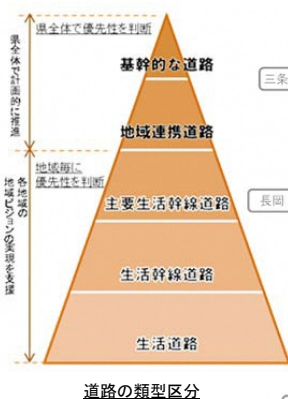 県全体で優先性を判断
県全体で計画的に推進
基幹的な道路
三条
地域連携道路
地域毎に
優先性を判断
各地域の
地域ビジョンの実現を支援
主要生活幹線道路
長岡
生活幹線道路
生活道路
道路の類型区分